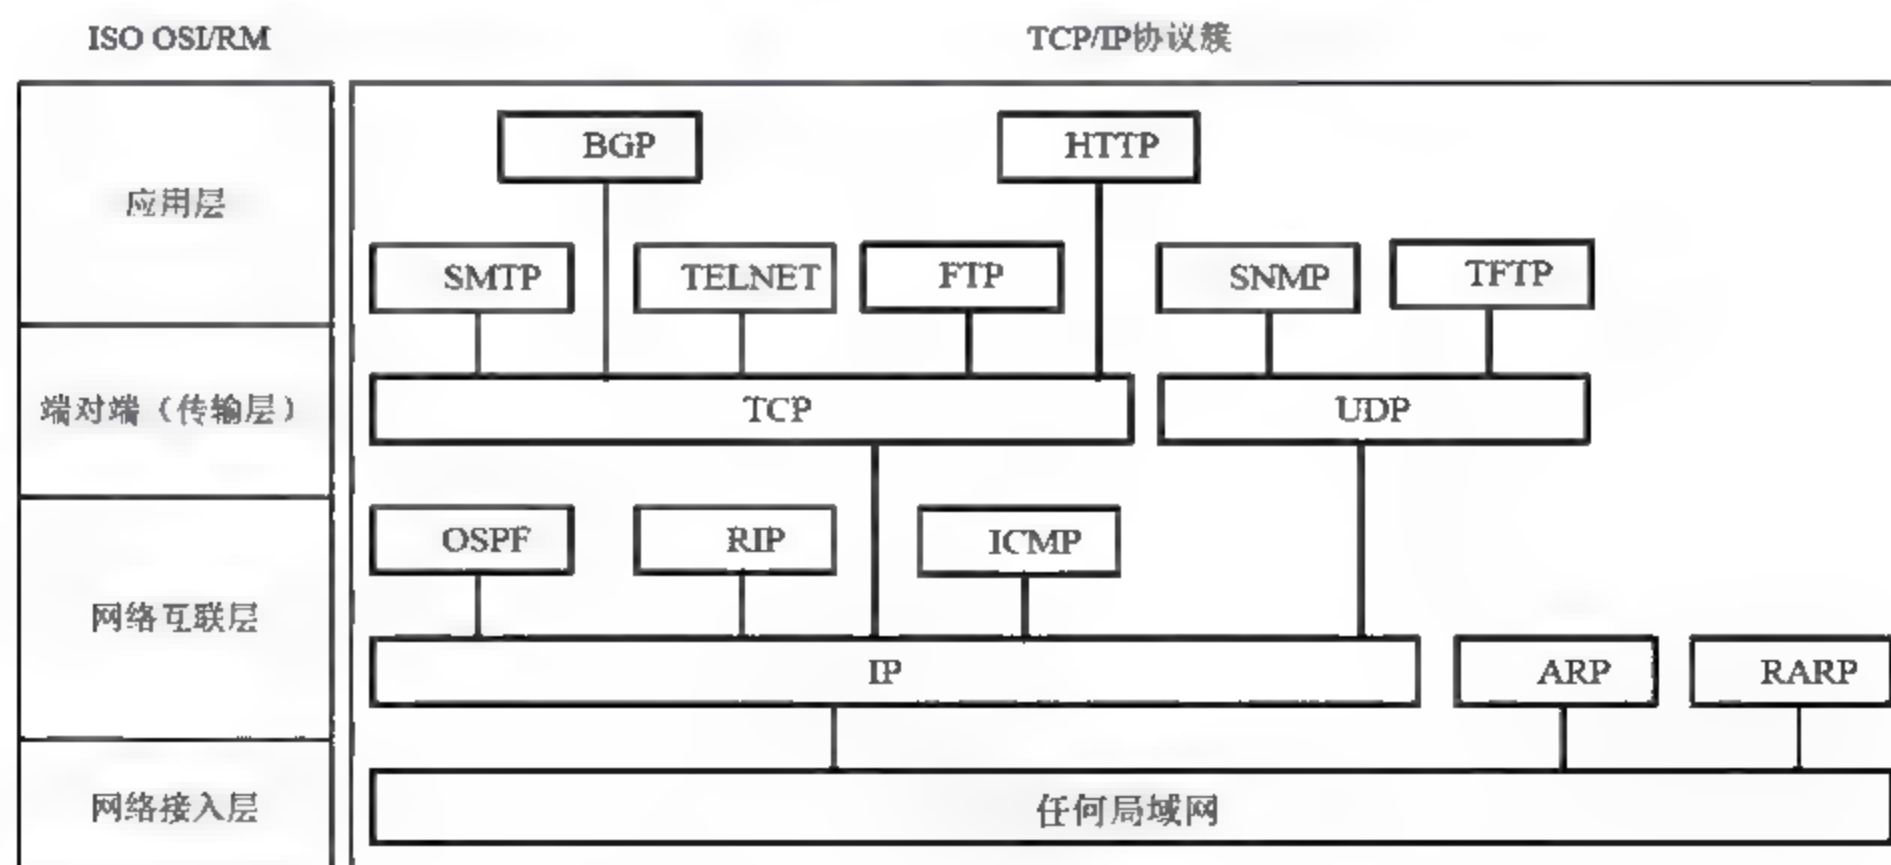 ISO OSI/RM
TCP/IP协议簇
BGP
HTTP
应用层
SMTP
TELNET
FTP
SNMP
TFTP
端对端（传输层）
TCP
UDP
OSPF
RIP
ICMP
网络互联层
IP
ARP
RARP
网络接入层
任何局域网